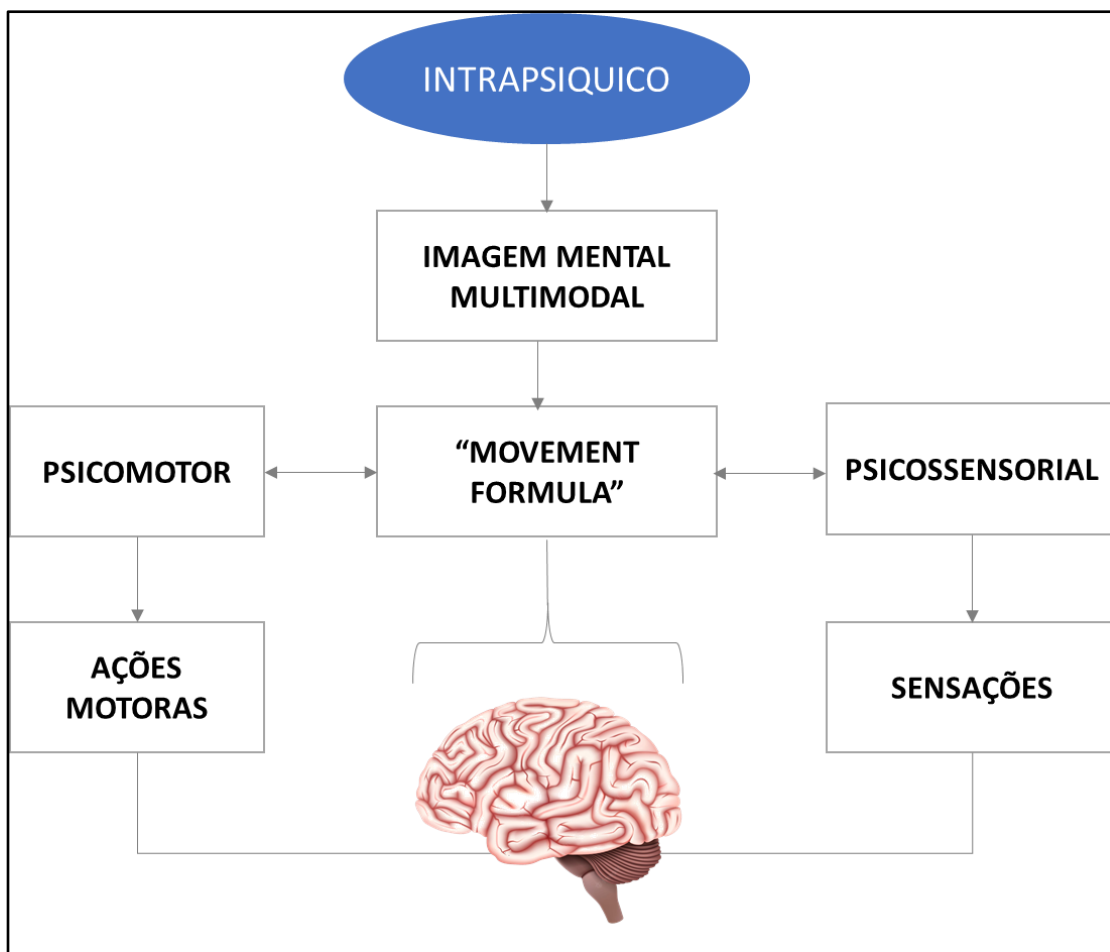 INTRAPSIQUICO
IMAGEM MENTAL
MULTIMODAL
PSICOMOTOR
“MOVEMENT
FORMULA”
PSICOSSENSORIAL
AÇÕES
MOTORAS
SENSAÇÕES